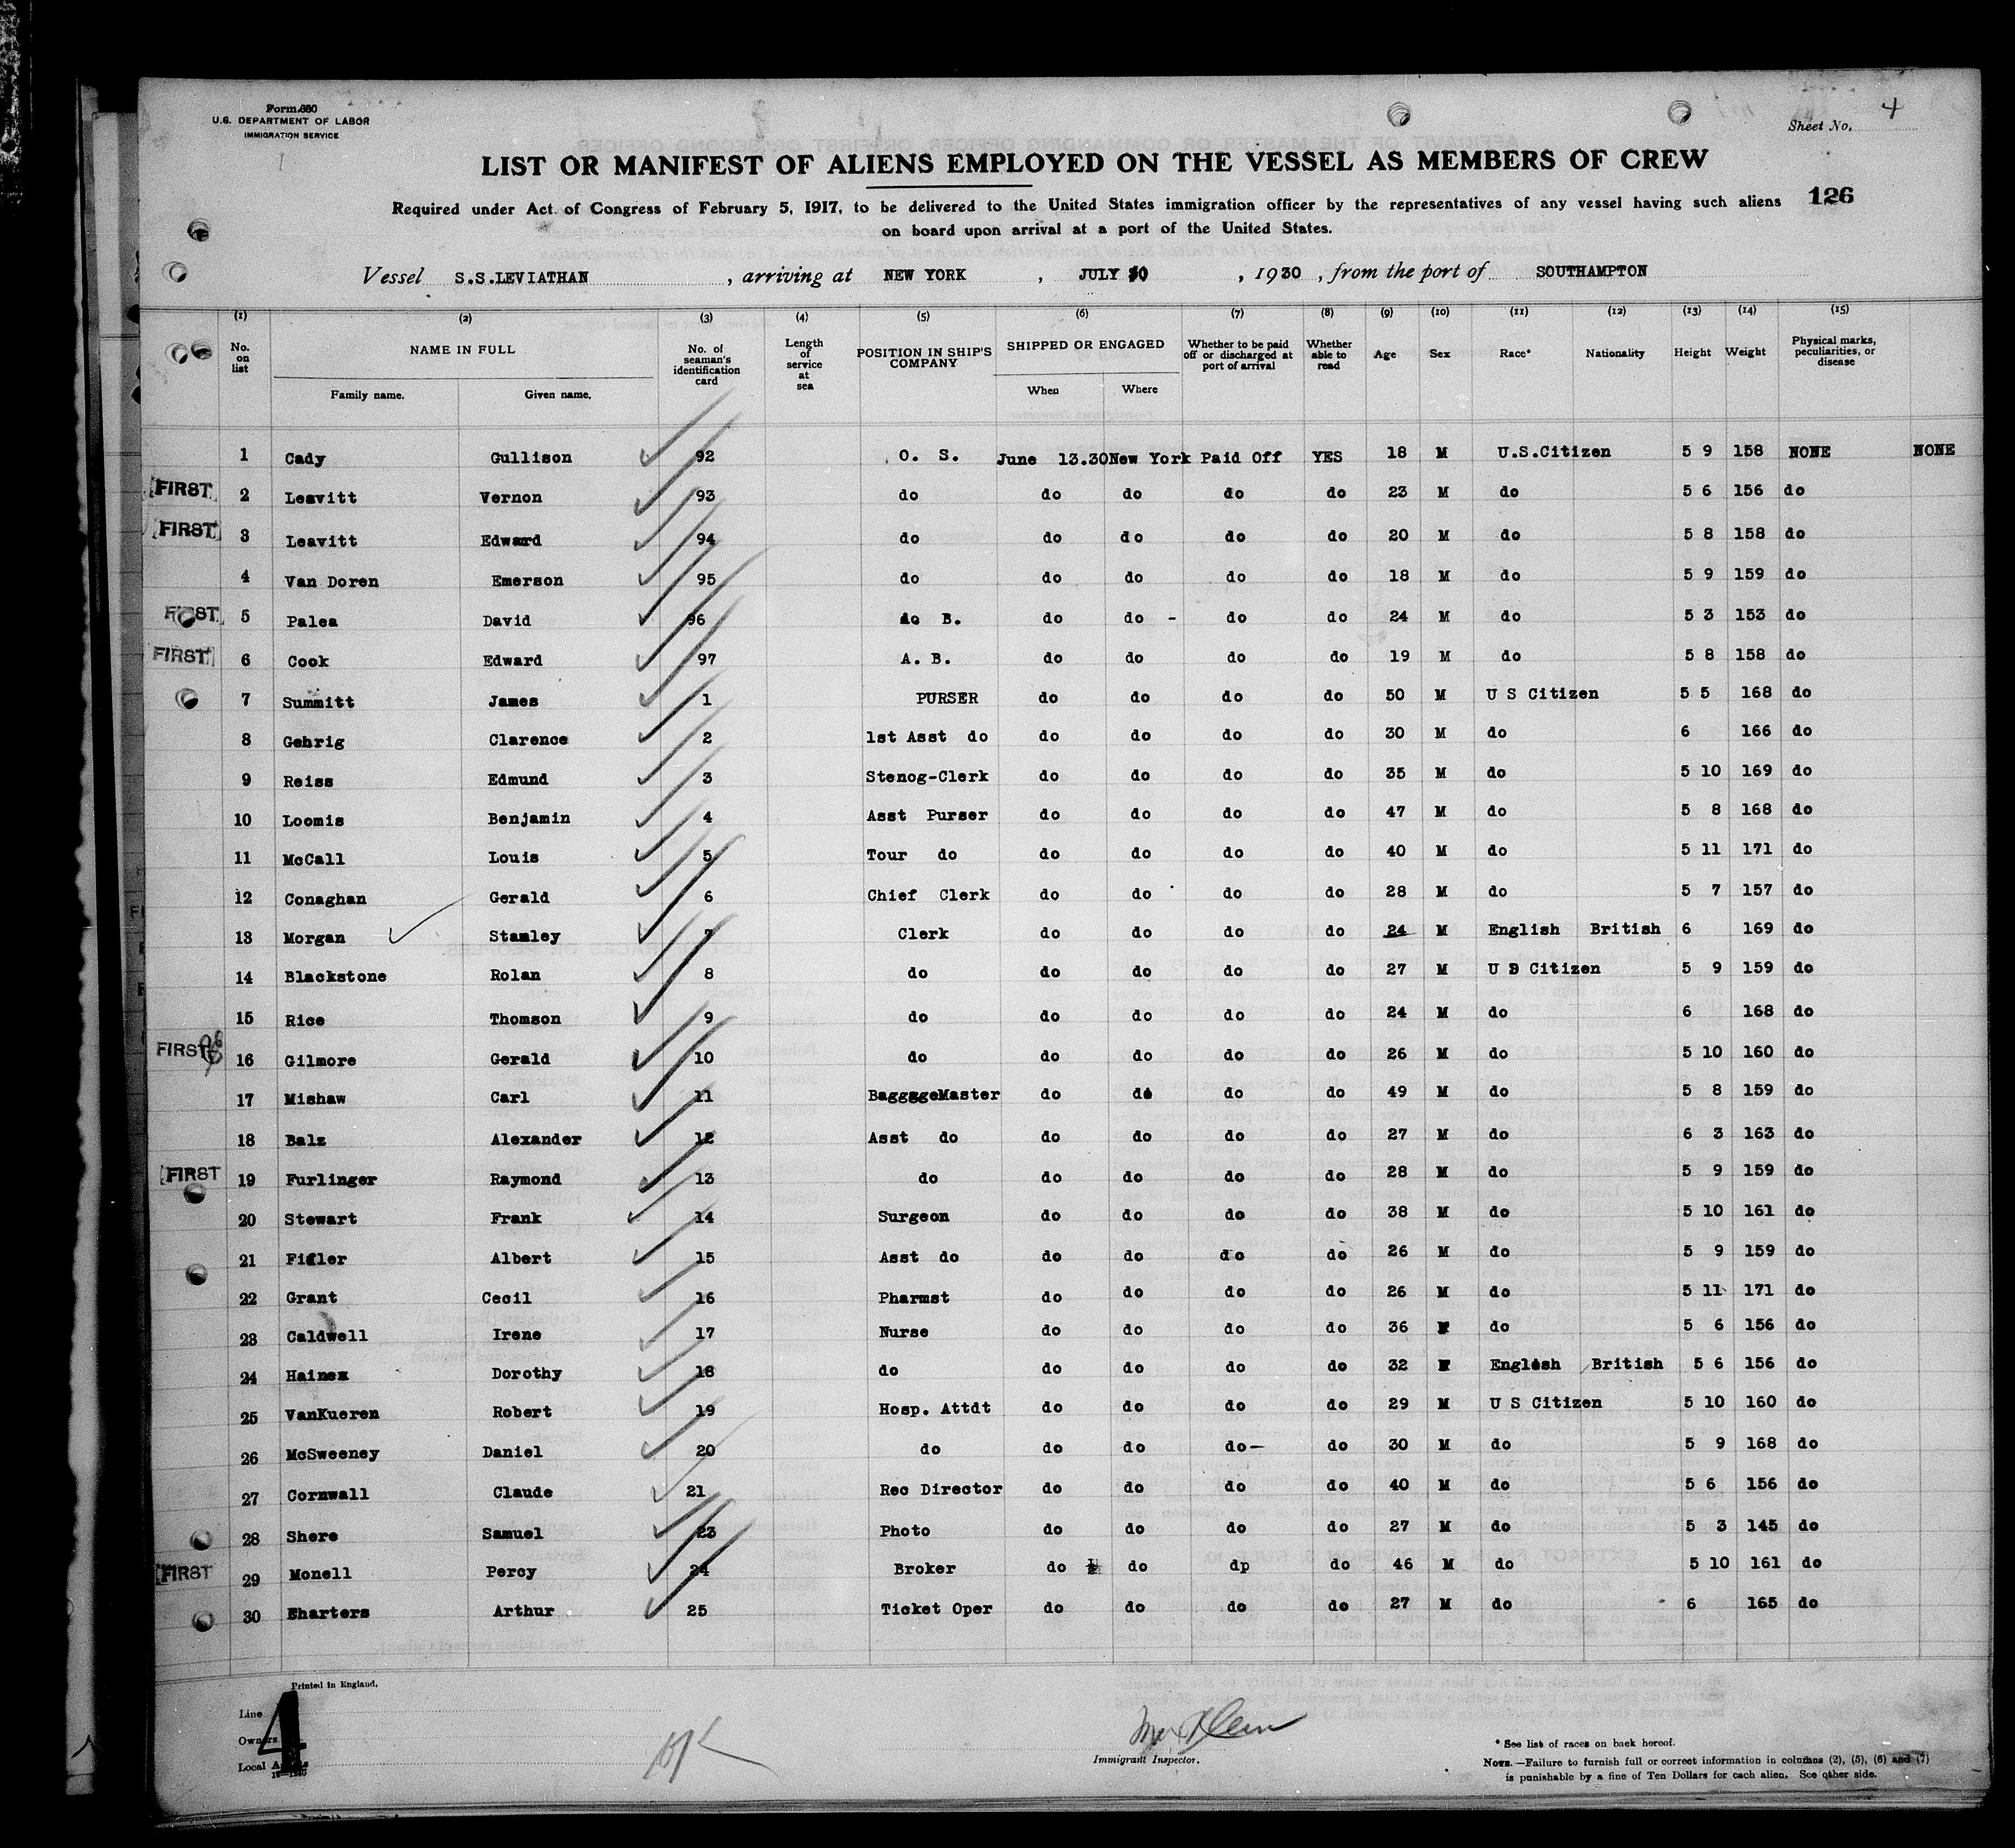 Form 680
U.S. DEPARTMENT OF LABOR
IMMIGRATION SERVICE
Sheet No. 4
LIST OR MANIFEST OF ALIENS EMPLOYED ON THE VESSEL AS MEMBERS OF CREW
126
Required under Act of Congress of February 5, 1917, to be delivered to the United States immigration officer by the representatives of any vessel having such aliens
on board upon arrival at a port of the United States.
Vessel S.S.LEVIATHAN , arriving at NEW YORK , JULY 10 , 1930 , from the port of SOUTHAMPTON
(1) (2) (3) (4) (5) (6) (7) (8) (9) (10) (11) (12) (13) (14) (15)
No. on list NAME IN FULL Family name. Given name. No. of seaman's identification card Length of service at sea POSITION IN SHIP'S COMPANY SHIPPED OR ENGAGED When Where Whether to be paid off or discharged at port of arrival Whether able to read Age Sex Race* Nationality Height Weight Physical marks, peculiarities, or disease
1 Cady Gullison 92 O. S. June 13.30 New York Paid Off YES 18 M U.S.Citizen 5 9 158 NONE NONE
FIRST 2 Leavitt Vernon 93 do do do do do 23 M do 5 6 156 do
FIRST 3 Leavitt Edward 94 do do do do do 20 M do 5 8 158 do
4 Van Doren Emerson 95 do do do do do 18 M do 5 9 159 do
FIRST 5 Palea David 96 do B. do do - do do 24 M do 5 3 153 do
FIRST 6 Cook Edward 97 A. B. do do do do 19 M do 5 8 158 do
7 Summitt James 1 PURSER do do do do 50 M U S Citizen 5 5 168 do
8 Gehrig Clarence 2 1st Asst do do do do do 30 M do 6 166 do
9 Reiss Edmund 3 Stenog-Clerk do do do do 35 M do 5 10 169 do
10 Loomis Benjamin 4 Asst Purser do do do do 47 M do 5 8 168 do
11 McCall Louis 5 Tour do do do do do 40 M do 5 11 171 do
12 Conaghan Gerald 6 Chief Clerk do do do do 28 M do 5 7 157 do
13 Morgan Stanley 7 Clerk do do do do 24 M English British 6 169 do
14 Blackstone Rolan 8 do do do do do 27 M U S Citizen 5 9 159 do
15 Rice Thomson 9 do do do do do 24 M do 6 168 do
FIRST 16 Gilmore Gerald 10 do do do do do 26 M do 5 10 160 do
17 Mishaw Carl 11 BagggeMaster do do do do 49 M do 5 8 159 do
18 Balz Alexander 12 Asst do do do do do 27 M do 6 3 163 do
FIRST 19 Furlinger Raymond 13 do do do do do 28 M do 5 9 159 do
20 Stewart Frank 14 Surgeon do do do do 38 M do 5 10 161 do
21 Figler Albert 15 Asst do do do do do 26 M do 5 9 159 do
22 Grant Cecil 16 Pharmst do do do do 26 M do 5 11 171 do
23 Caldwell Irene 17 Nurse do do do do 36 F do 5 6 156 do
24 Haines Dorothy 18 do do do do do 32 F English British 5 6 156 do
25 VanKueren Robert 19 Hosp. Attdt do do do do 29 M U S Citizen 5 10 160 do
26 McSweeney Daniel 20 do do do do- do 30 M do 5 9 168 do
27 Cornwall Claude 21 Rec Director do do do do 40 M do 5 6 156 do
28 Shere Samuel 23 Photo do do do do 27 M do 5 3 145 do
FIRST 29 Monell Percy 24 Broker do do dp do 46 M do 5 10 161 do
30 Eharters Arthur 25 Ticket Oper do do do do 27 M do 6 165 do
Printed in England.
Line
Owners
Local
4
Immigrant Inspector.
* See list of races on back hereof.
NOTE.—Failure to furnish full or correct information in columns (2), (5), (6) and (7)
is punishable by a fine of Ten Dollars for each alien. See other side.